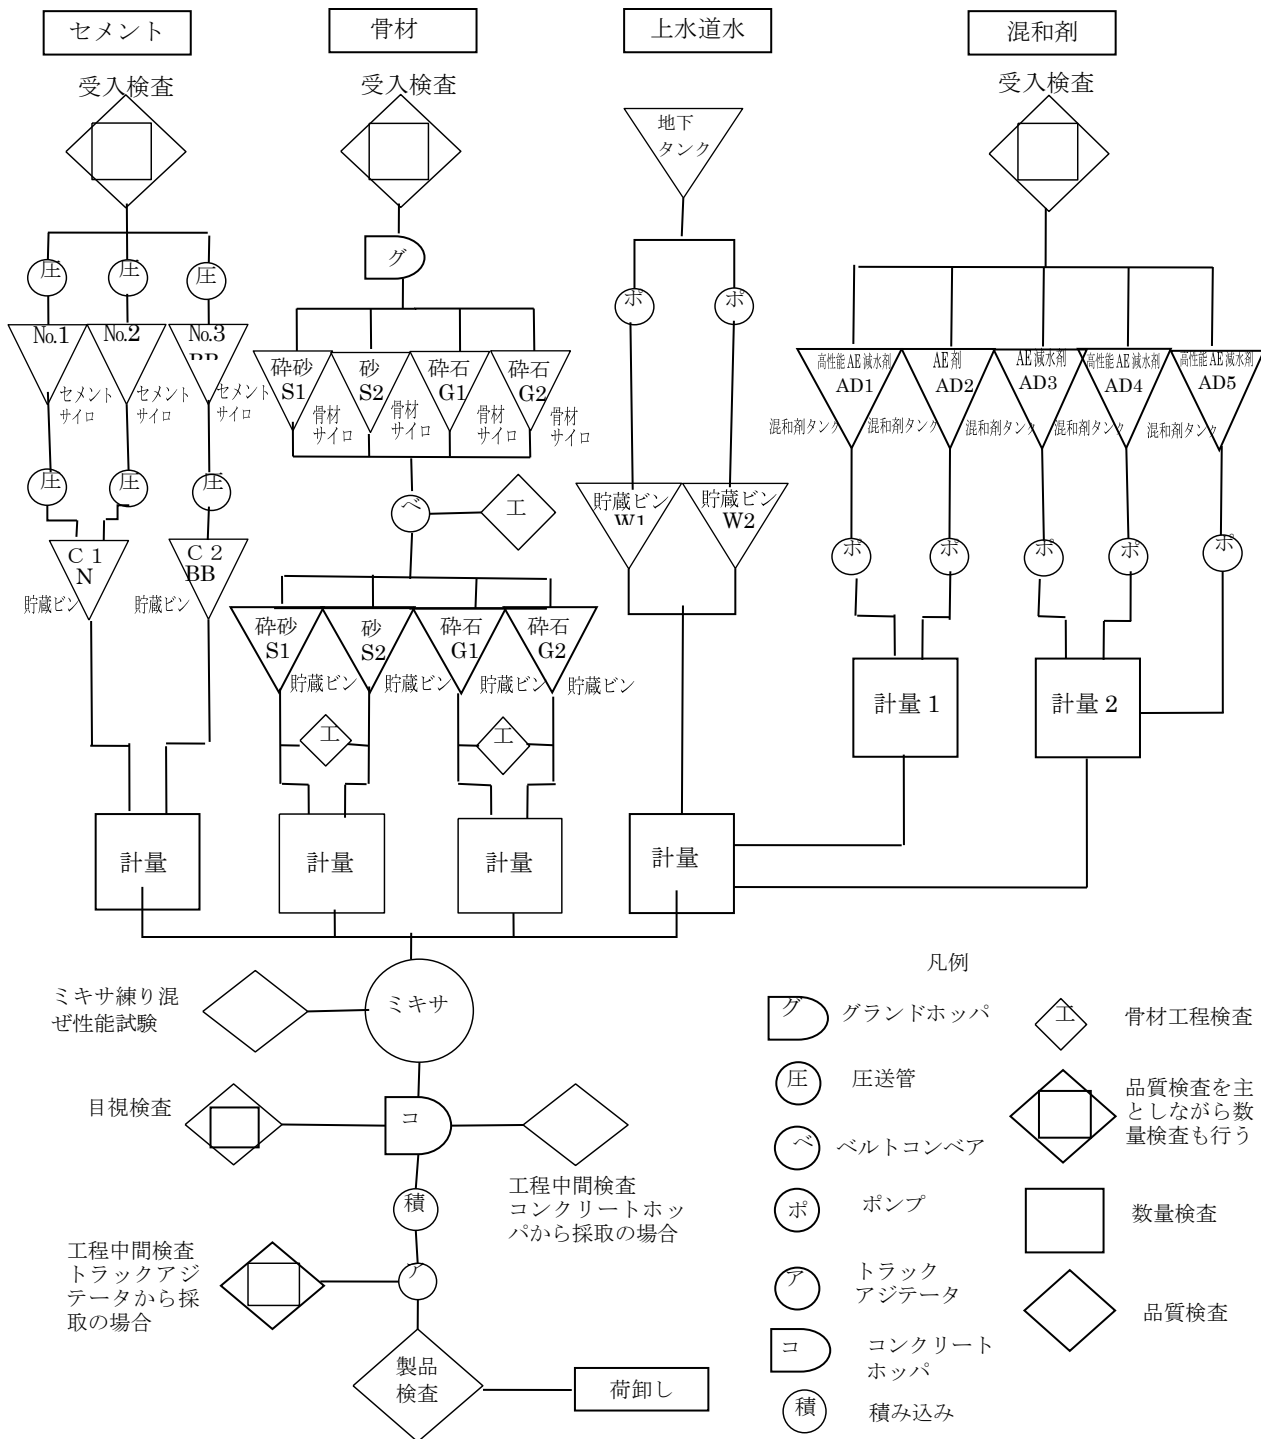 セメント
骨材
上水道水
混和剤
受入検査
受入検査
受入検査
地下
タンク
グ
圧
圧
圧
ポ
ポ
№.1
№.2
№.3
セメント
サイロ
セメント
サイロ
セメント
サイロ
砕砂
S1
砂
S2
砕石
G1
砕石
G2
骨材
サイロ
骨材
サイロ
骨材
サイロ
骨材
サイロ
高性能AE減水剤
AD1
AE剤
AD2
AE減水剤
AD3
高性能AE減水剤
AD4
高性能AE減水剤
AD5
混和剤タンク
混和剤タンク
混和剤タンク
混和剤タンク
混和剤タンク
圧
圧
圧
ベ
工
貯蔵ビン
W1
貯蔵ビン
W2
ポ
ポ
ポ
ポ
ポ
C1
N
貯蔵ビン
C2
BB
貯蔵ビン
砕砂
S1
砂
S2
砕石
G1
砕石
G2
貯蔵ビン
貯蔵ビン
貯蔵ビン
貯蔵ビン
工
工
計量1
計量2
計量
計量
計量
計量
ミキサ練り混
ぜ性能試験
ミキサ
目視検査
コ
工程中間検査
コンクリートホッ
パから採取の場合
積
工程中間検査
トラックアジ
テータから採
取の場合
ア
製品
検査
荷卸し
凡例
グ
グランドホッパ
圧
圧送管
ベ
ベルトコンベア
ポ
ポンプ
ア
トラック
アジテータ
コ
コンクリート
ホッパ
積
積み込み
工
骨材工程検査
品質検査を主
としながら数
量検査も行う
数量検査
品質検査